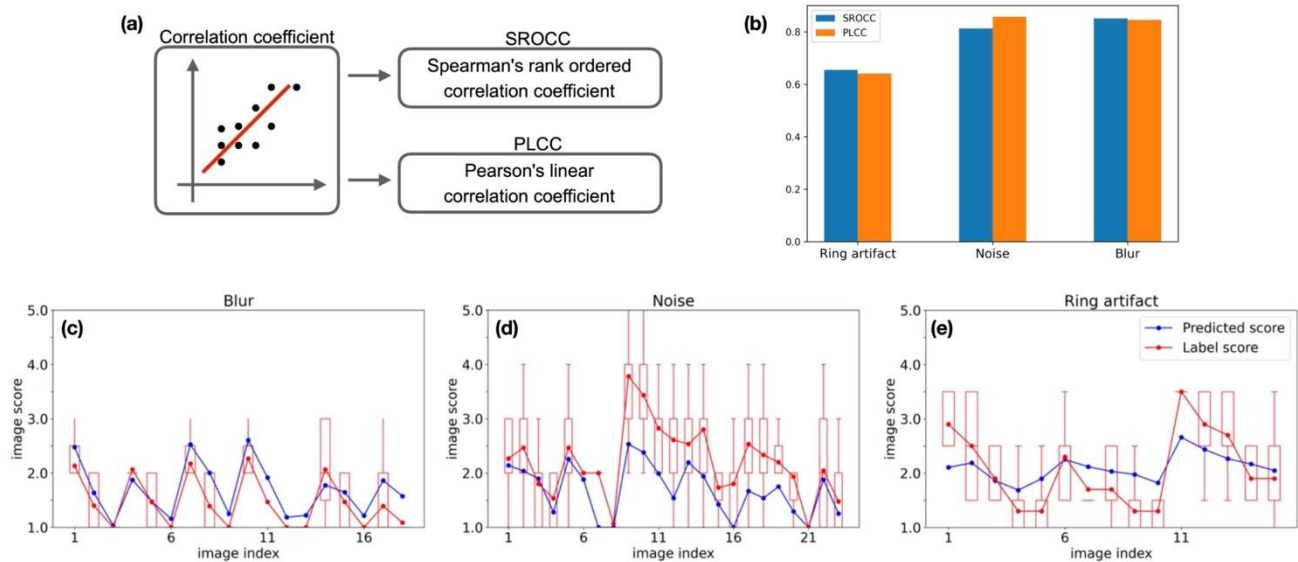 (a)
Correlation coefficient
SROCC
Spearman's rank ordered
correlation coefficient
PLCC
Pearson's linear
correlation coefficient
(b)
SROCC
PLCC
0.8
0.6
0.4
0.2
0.0
Ring artifact
Noise
Blur
Blur
(c)
5.0
4.0
3.0
2.0
1.0
image score
1
6
11
16
image index
Noise
(d)
5.0
4.0
3.0
2.0
1.0
image score
1
6
11
16
21
image index
Ring artifact
(e)
Predicted score
Label score
5.0
4.0
3.0
2.0
1.0
image score
1
6
11
image index